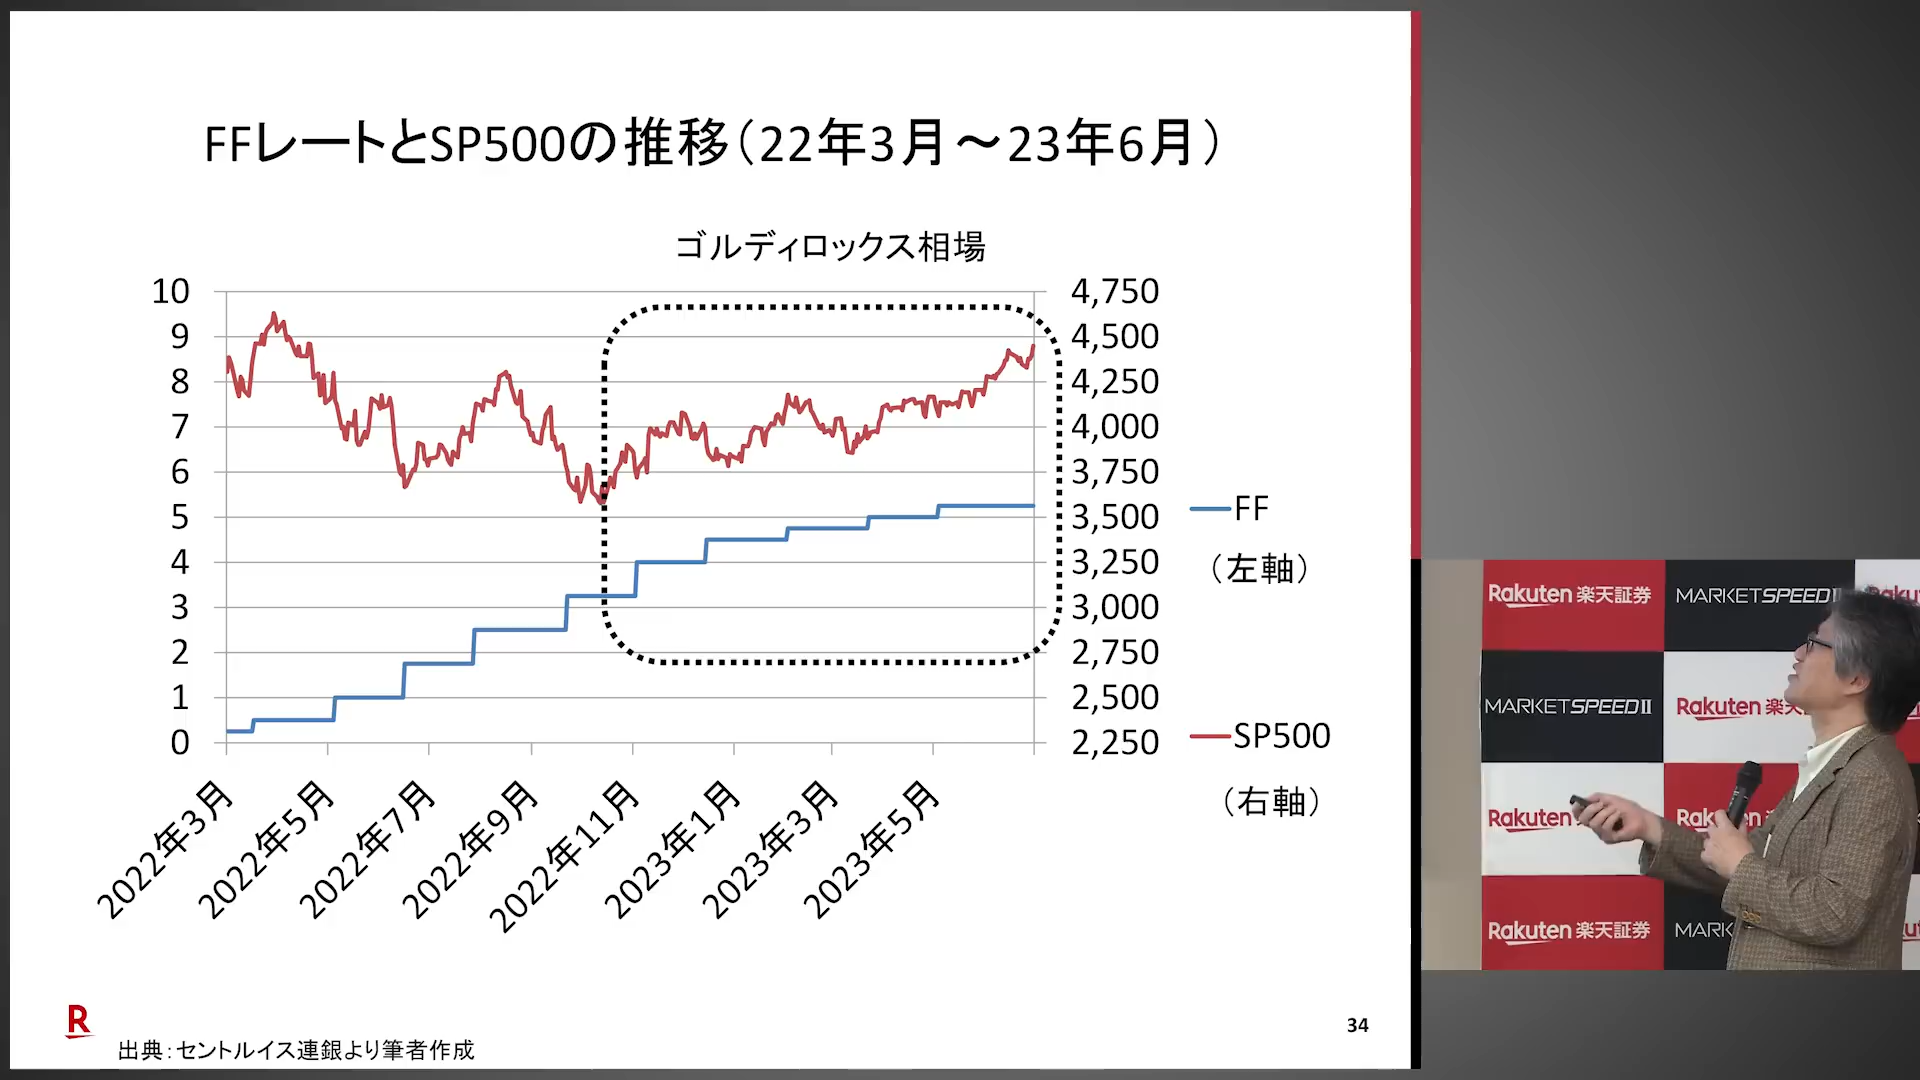 FFレートとSP500の推移（22年3月～23年6月）
ゴルディロックス相場
10
9
8
7
6
5
4
3
2
1
0
4,750
4,500
4,250
4,000
3,750
3,500
3,250
3,000
2,750
2,500
2,250
2022年3月
2022年5月
2022年7月
2022年9月
2022年11月
2023年1月
2023年3月
2023年5月
FF
（左軸）
SP500
（右軸）
R
出典：セントルイス連銀より筆者作成
34
Rakuten 楽天証券
MARKETSPEED II
MARKETSPEED II
Rakuten 楽天
Rakuten
Rakuten 楽天証券